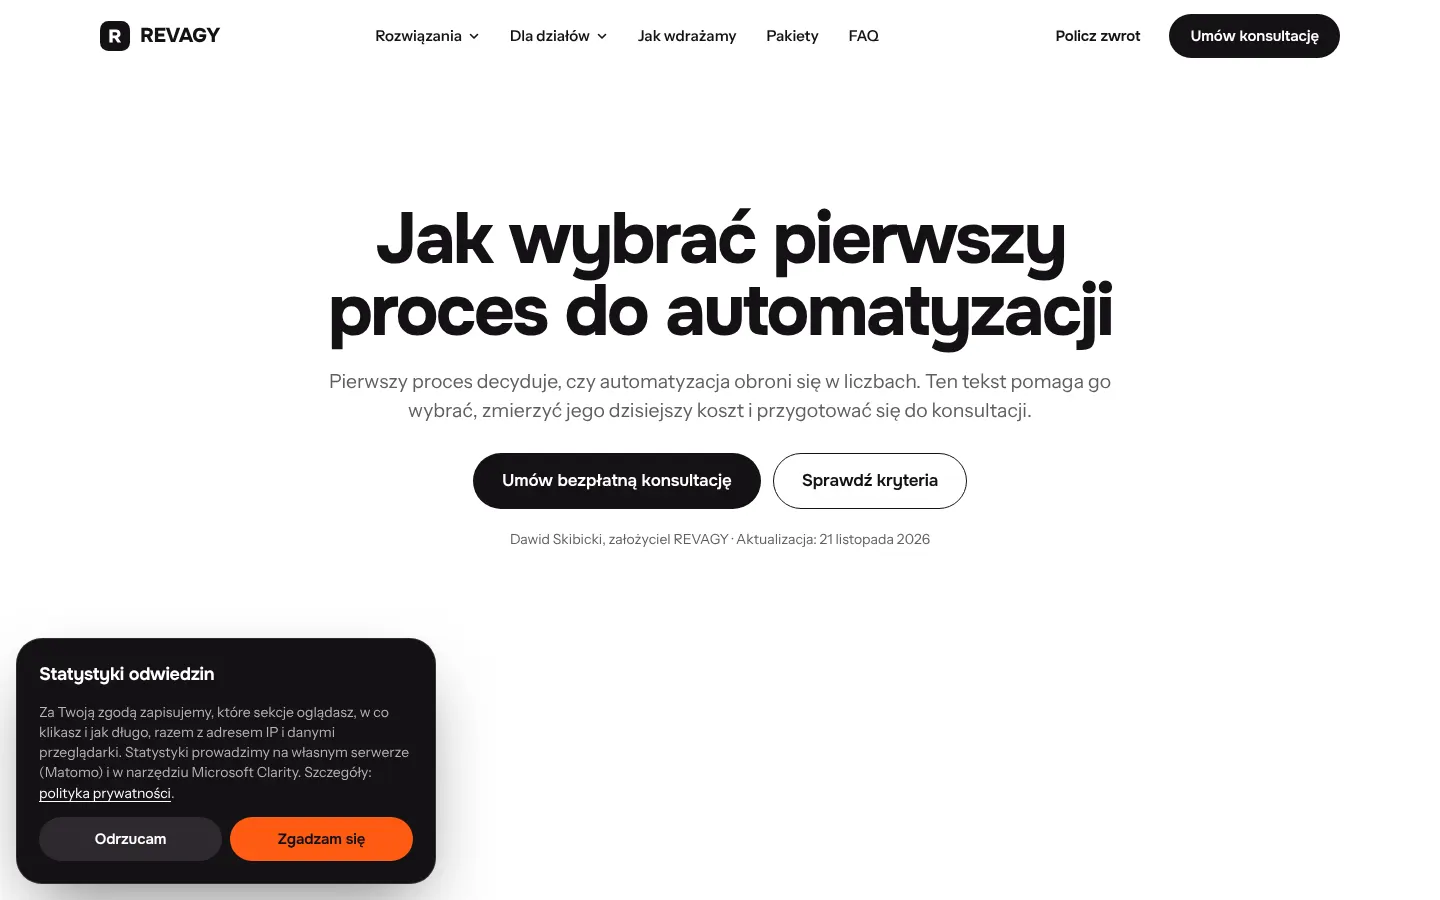 R REVAGY
Rozwiązania
Dla działów
Jak wdrażamy
Pakiety
FAQ
Policz zwrot
Umów konsultację
Jak wybrać pierwszy
proces do automatyzacji
Pierwszy proces decyduje, czy automatyzacja obroni się w liczbach. Ten tekst pomaga go
wybrać, zmierzyć jego dzisiejszy koszt i przygotować się do konsultacji.
Umów bezpłatną konsultację
Sprawdź kryteria
Dawid Skibicki, założyciel REVAGY · Aktualizacja: 21 listopada 2026
Statystyki odwiedzin
Za Twoją zgodą zapisujemy, które sekcje oglądasz, w co
klikasz i jak długo, razem z adresem IP i danymi
przeglądarki. Statystyki prowadzimy na własnym serwerze
(Matomo) i w narzędziu Microsoft Clarity. Szczegóły:
polityka prywatności.
Odrzucam
Zgadzam się